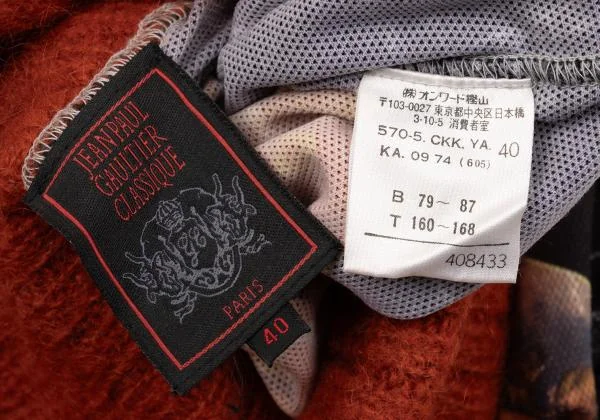 JEAN PAUL
GAULTIER
CLASSIQUE
PARIS
40
㈱オンワード樫山
〒103-0027 東京都中央区日本橋
3-10-5 消費者室
570-5. CKK, YA. 40
KA. 09 74 (605)
B 79～ 87
T 160～168
408433